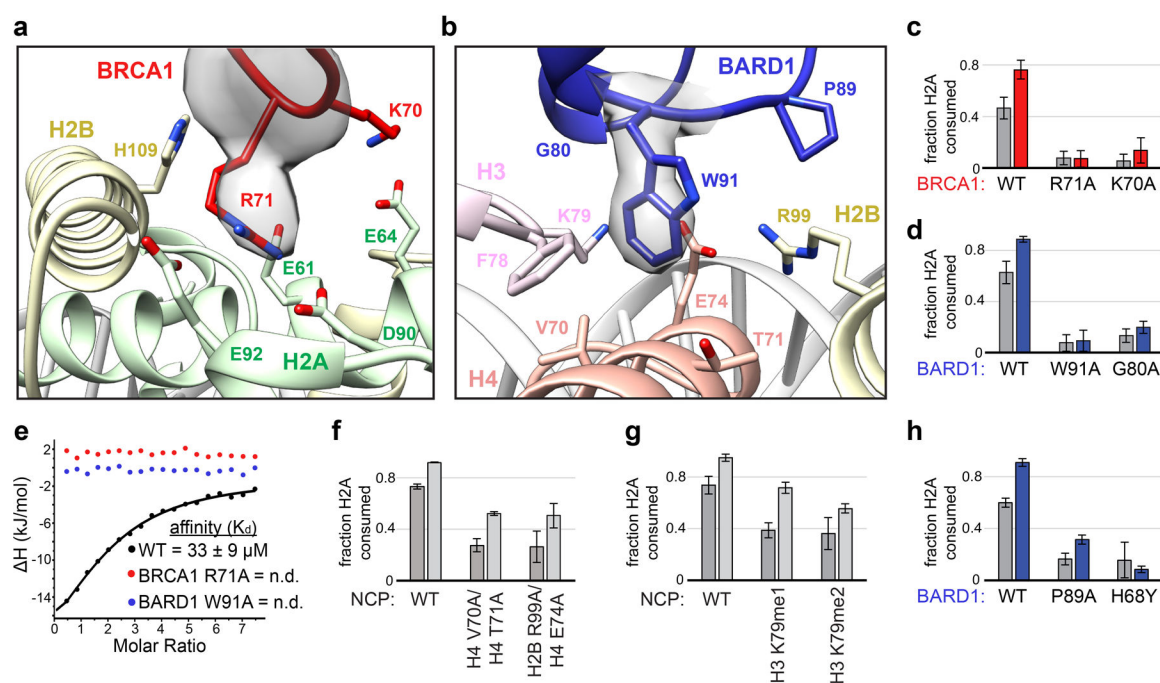 a
BRCA1
K70
H2B
H109
R71
E64
E61
D90
E92
H2A
b
BARD1
P89
G80
H3
W91
K79
R99
H2B
F78
E74
V70
T71
H4
c
fraction H2A
consumed
0.8
0.4
0
BRCA1: WT R71A K70A
d
fraction H2A
consumed
0.8
0.4
0
BARD1: WT W91A G80A
e
ΔH (kJ/mol)
2
-2
-6
-10
-14
affinity (Kd)
WT = 33 ± 9 µM
BRCA1 R71A = n.d.
BARD1 W91A = n.d.
0 1 2 3 4 5 6 7
Molar Ratio
f
fraction H2A
consumed
0.8
0.4
0
NCP: WT
H4 V70A/
H4 T71A
H2B R99A/
H4 E74A
g
fraction H2A
consumed
0.8
0.4
0
NCP: WT
H3 K79me1
H3 K79me2
h
fraction H2A
consumed
0.8
0.4
0
BARD1: WT P89A H68Y